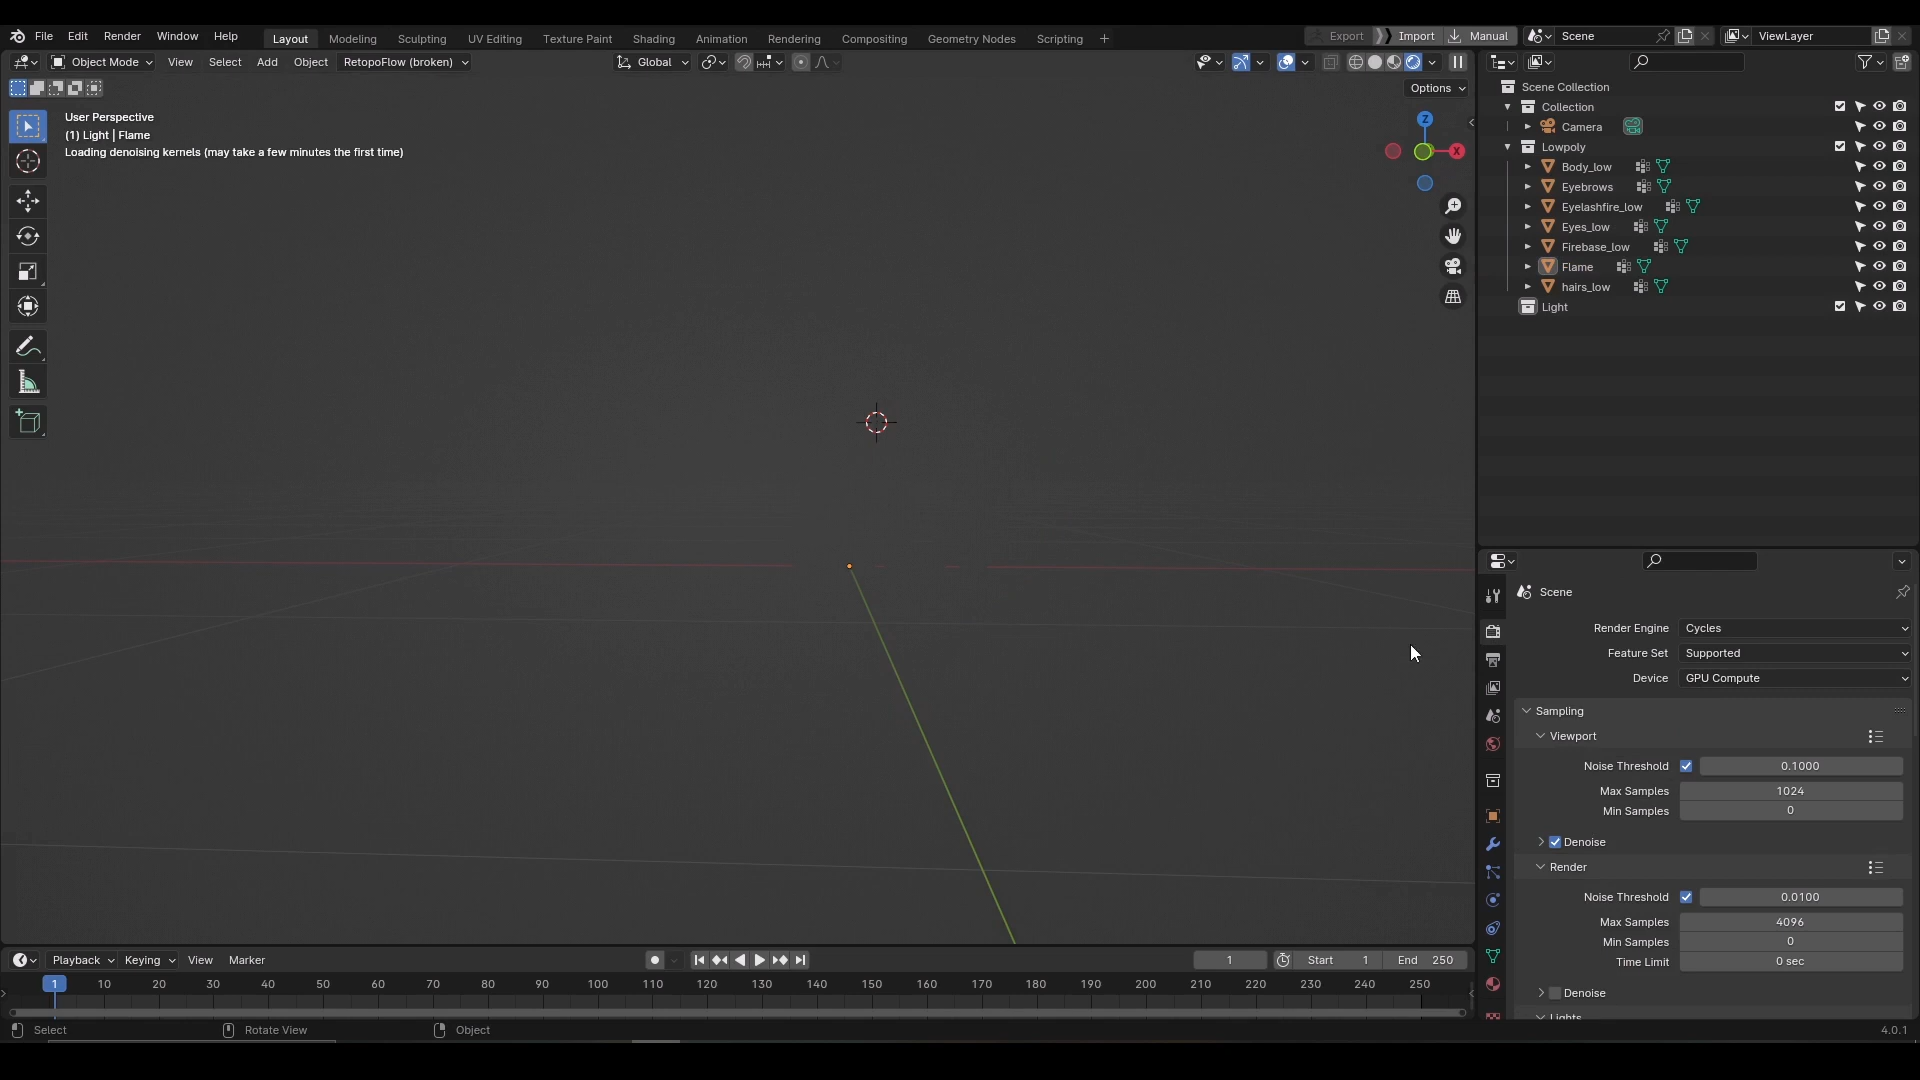 File Edit Render Window Help Layout Modeling Sculpting UV Editing Texture Paint Shading Animation Rendering Compositing Geometry Nodes Scripting + Export Import Manual Scene ViewLayer
Object Mode View Select Add Object RetopoFlow (broken) Global
Options
User Perspective
(1) Light | Flame
Loading denoising kernels (may take a few minutes the first time)
Z
X
Scene Collection
Collection
Camera
Lowpoly
Body_low
Eyebrows
Eyelashfire_low
Eyes_low
Firebase_low
Flame
hairs_low
Light
Scene
Render Engine Cycles
Feature Set Supported
Device GPU Compute
Sampling
Viewport
Noise Threshold 0.1000
Max Samples 1024
Min Samples 0
Denoise
Render
Noise Threshold 0.0100
Max Samples 4096
Min Samples 0
Time Limit 0 sec
Denoise
Lights
Playback Keying View Marker 1 Start 1 End 250
1 10 20 30 40 50 60 70 80 90 100 110 120 130 140 150 160 170 180 190 200 210 220 230 240 250
Select Rotate View Object 4.0.1